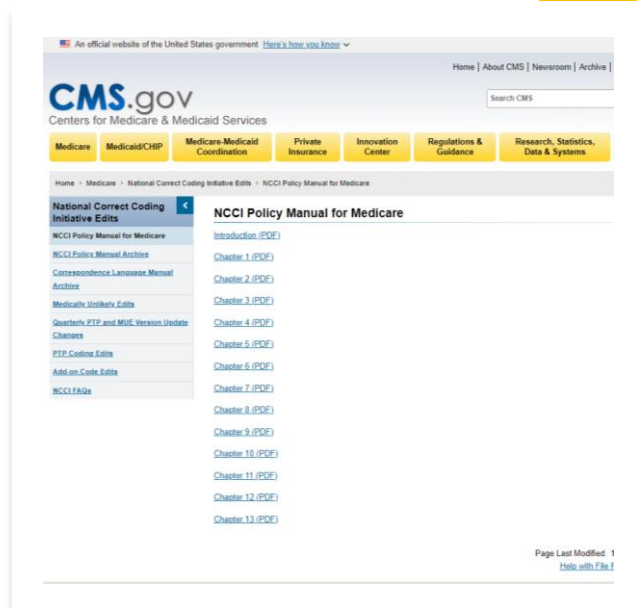 An official website of the United States government Here's how you know
Home | About CMS | Newsroom | Archive |
CMS.gov
Search CMS
Centers for Medicare & Medicaid Services
Medicare Medicaid/CHIP Medicare-Medicaid Coordination Private Insurance Innovation Center Regulations & Guidance Research, Statistics, Data & Systems
Home > Medicare > National Correct Coding Initiative Edits > NCCI Policy Manual for Medicare
National Correct Coding
Initiative Edits
NCCI Policy Manual for Medicare
NCCI Policy Manual Archive
Correspondence Language Manual
Archive
Medically Unlikely Edits
Quarterly PTP and MUE Version Update
Changes
PTP Coding Edits
Add-on Code Edits
NCCI FAQs
NCCI Policy Manual for Medicare
Introduction (PDF)
Chapter 1 (PDF)
Chapter 2 (PDF)
Chapter 3 (PDF)
Chapter 4 (PDF)
Chapter 5 (PDF)
Chapter 6 (PDF)
Chapter 7 (PDF)
Chapter 8 (PDF)
Chapter 9 (PDF)
Chapter 10 (PDF)
Chapter 11 (PDF)
Chapter 12 (PDF)
Chapter 13 (PDF)
Page Last Modified: 1
Help with File F